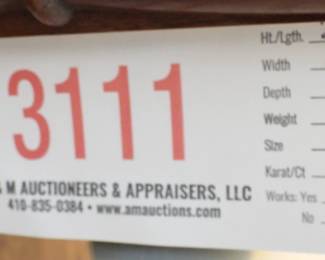 3111
& M AUCTIONEERS & APPRAISERS, LLC
410-835-0384 • www.amauctions.com
Ht./Lgth.
Width
Depth
Weight
Size
Karat/Ct
Works: Yes
No